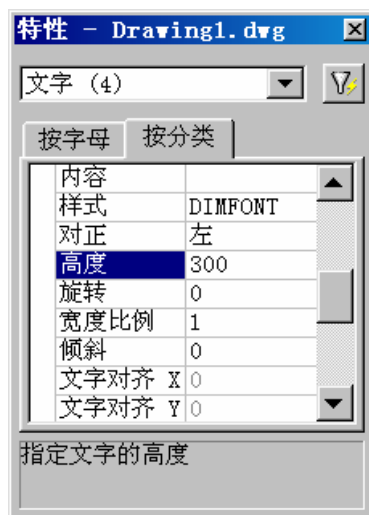 特性 - Drawing1.dwg
文字 (4)
按字母 按分类
内容
样式 DIMFONT
对正 左
高度 300
旋转 0
宽度比例 1
倾斜 0
文字对齐 X 0
文字对齐 Y 0
指定文字的高度